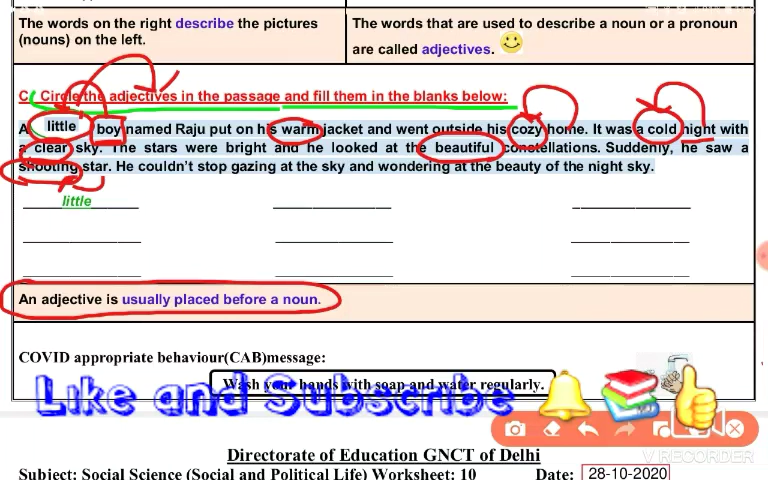 The words on the right describe the pictures (nouns) on the left.
The words that are used to describe a noun or a pronoun are called adjectives.
C. Circle the adjectives in the passage and fill them in the blanks below:
A little boy named Raju put on his warm jacket and went outside his cozy home. It was a cold night with
a clear sky. The stars were bright and he looked at the beautiful constellations. Suddenly, he saw a
shooting star. He couldn't stop gazing at the sky and wondering at the beauty of the night sky.
little
An adjective is usually placed before a noun.
COVID appropriate behaviour(CAB)message:
Wash your hands with soap and water regularly.
Like and Subscribe
V RECORDER
Directorate of Education GNCT of Delhi
Subject: Social Science (Social and Political Life) Worksheet: 10 Date: 28-10-2020